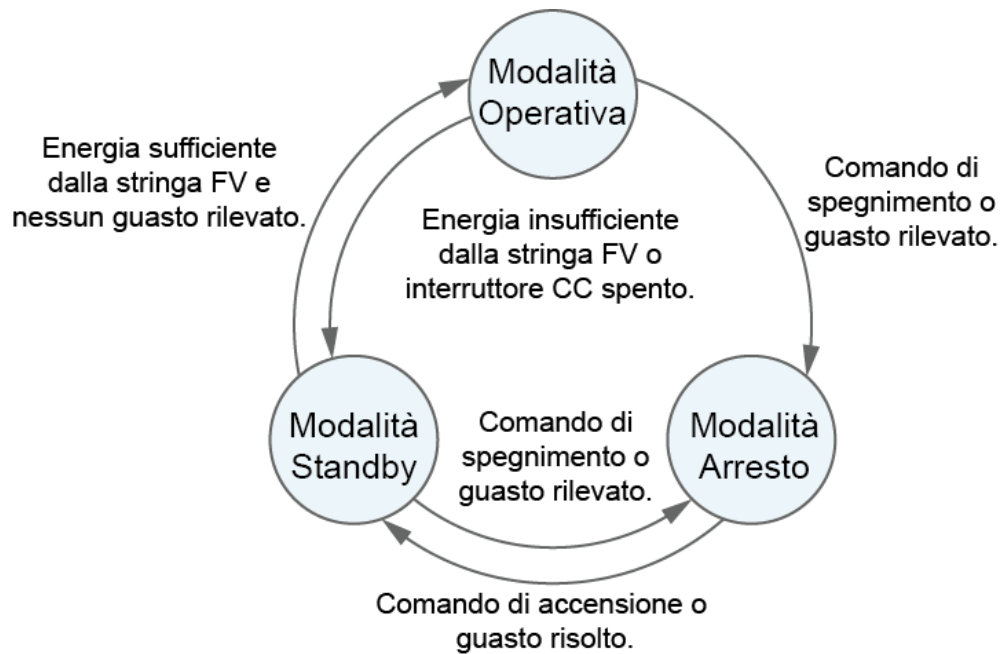 Modalità
Operativa
Energia sufficiente
dalla stringa FV e
nessun guasto rilevato.
Comando di
spegnimento o
guasto rilevato.
Energia insufficiente
dalla stringa FV o
interruttore CC spento.
Modalità
Standby
Comando di
spegnimento o
guasto rilevato.
Modalità
Arresto
Comando di accensione o
guasto risolto.